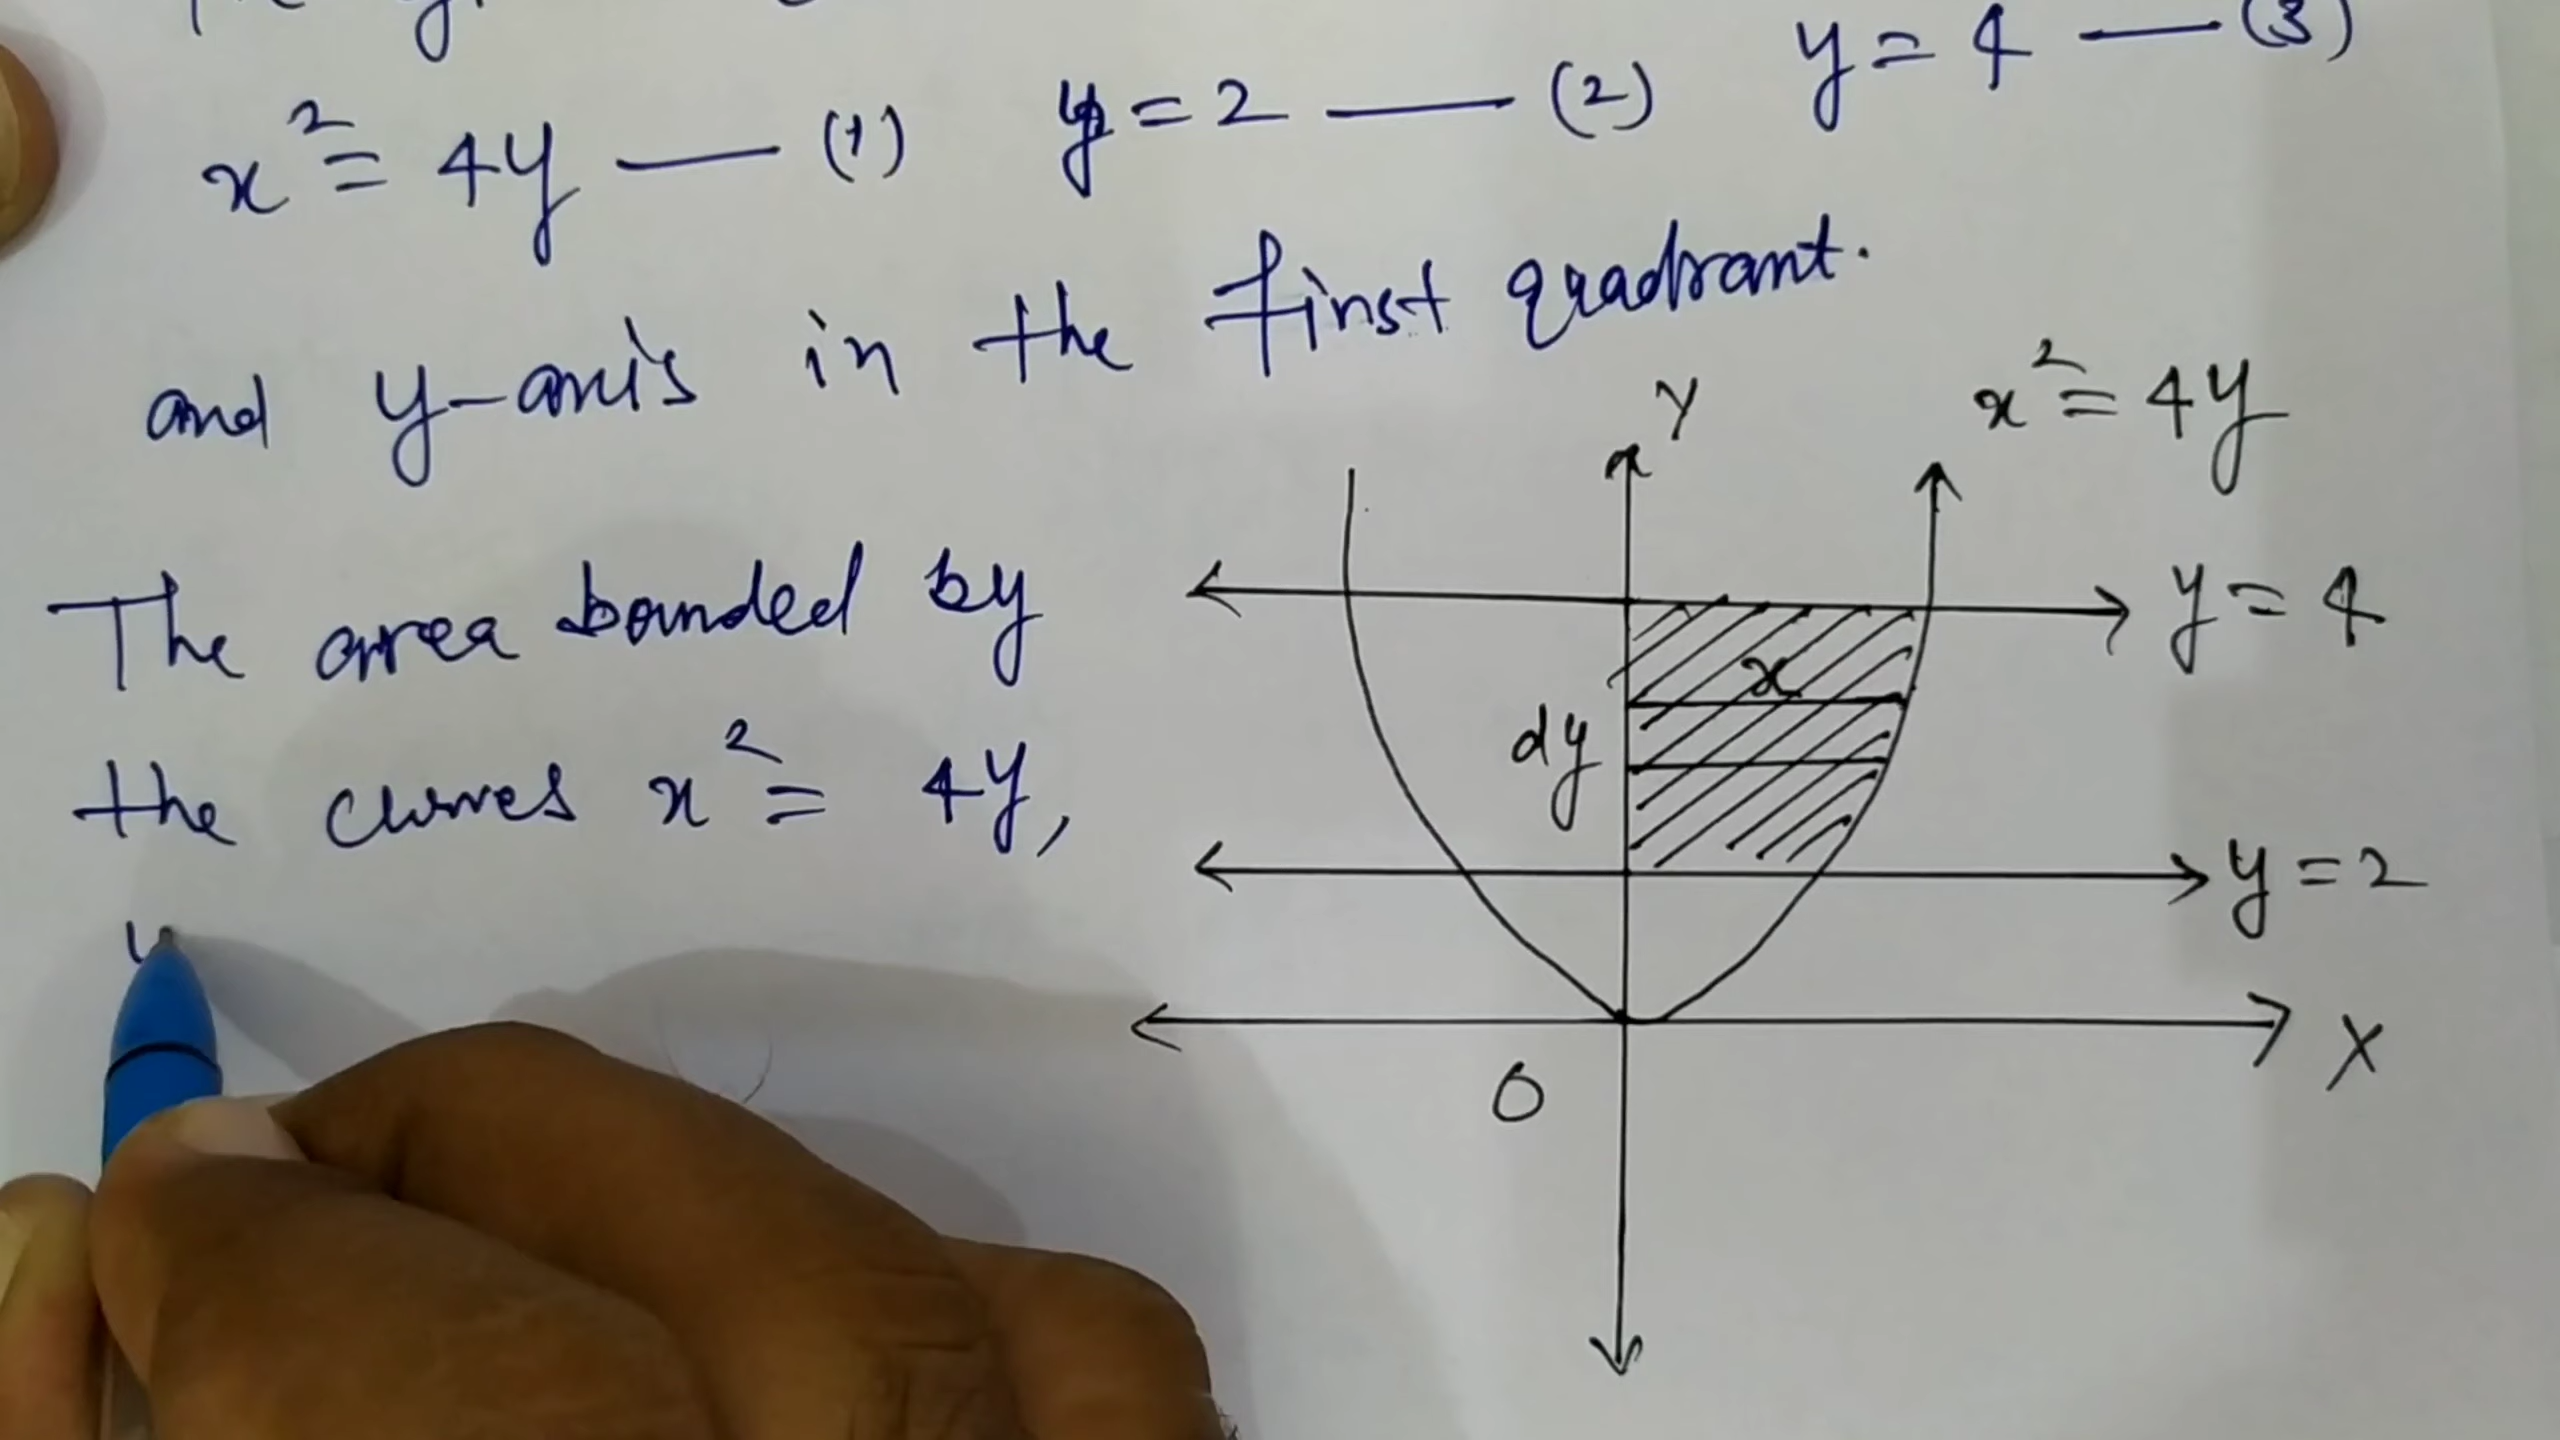 x² = 4y — (1) y = 2 — (2) y = 4 — (3)
and y-axis in the first quadrant.
The area bounded by
the curves x² = 4y,
y
Y
x² = 4y
y = 4
x
dy
y = 2
X
O